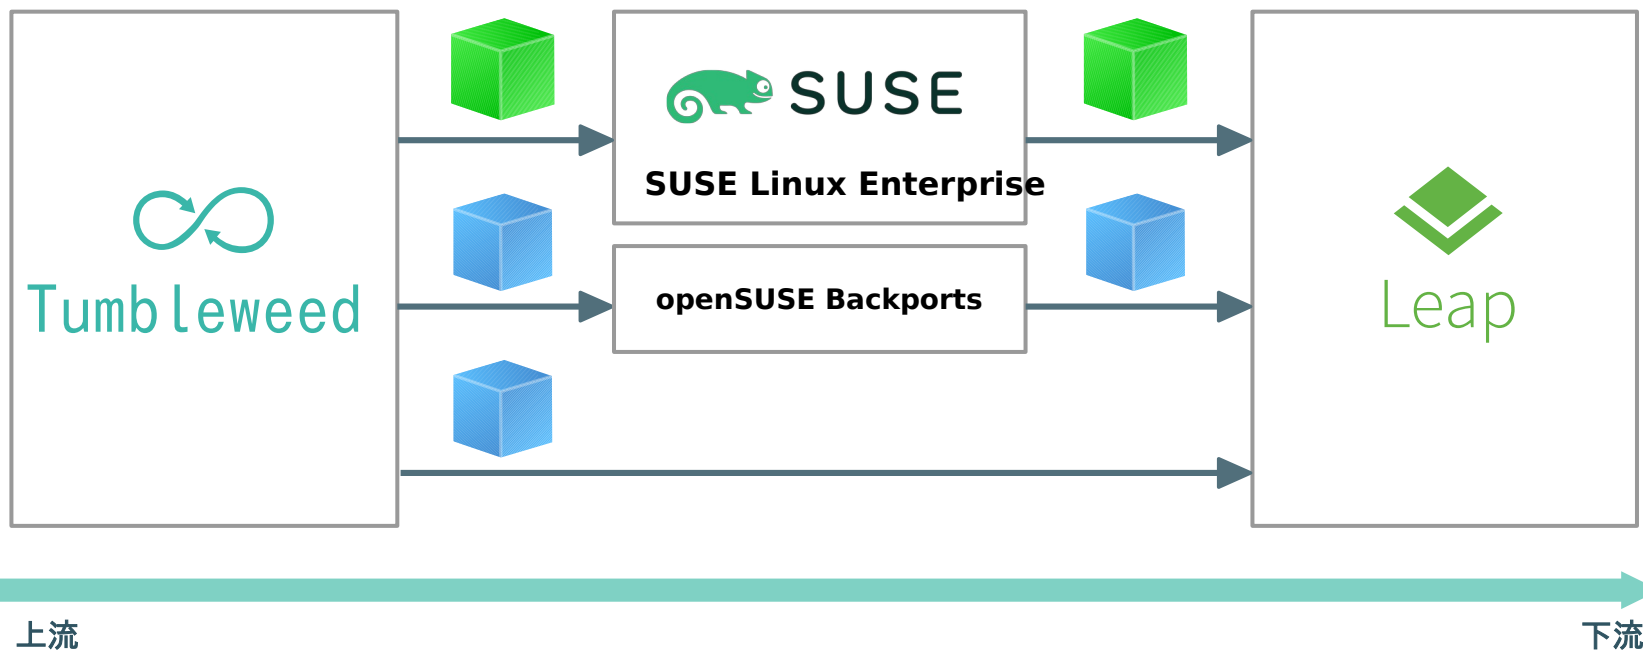 SUSE
SUSE Linux Enterprise
Tumbleweed
openSUSE Backports
Leap
上流
下流